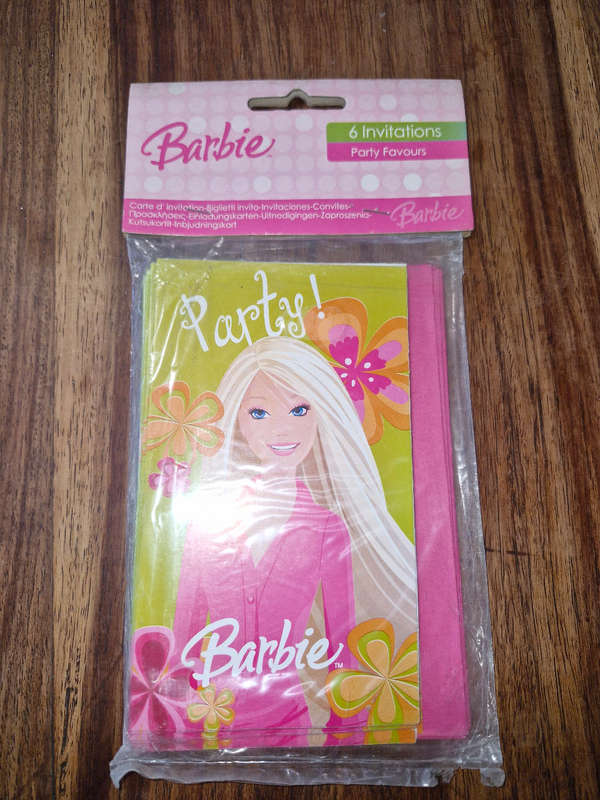 Barbie
6 Invitations
Party Favours
Carte d' invitation-Biglietti invito-Invitaciones-Convites-
Προσκλήσεις-Einladungskarten-Uitnodigingen-Zaproszenia-
Kutsukortit-Inbjudningskort
Barbie
Party!
Barbie™